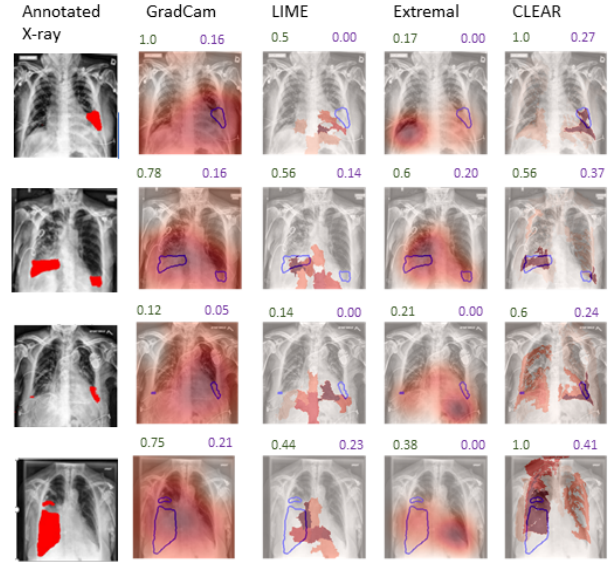 Annotated X-ray GradCam LIME Extremal CLEAR
1.0 0.16 0.5 0.00 0.17 0.00 1.0 0.27
0.78 0.16 0.56 0.14 0.6 0.20 0.56 0.37
0.12 0.05 0.14 0.00 0.21 0.00 0.6 0.24
0.75 0.21 0.44 0.23 0.38 0.00 1.0 0.41